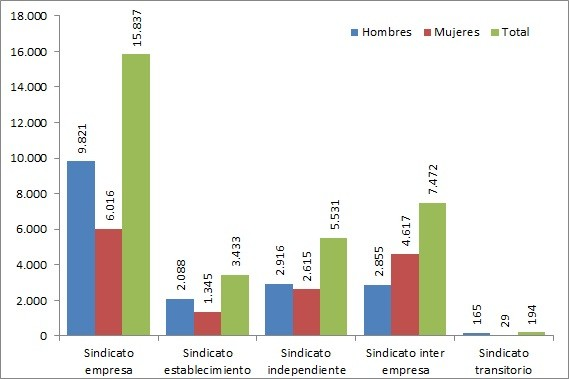 18.000
16.000
14.000
12.000
10.000
8.000
6.000
4.000
2.000
0
Hombres Mujeres Total
9.821
6.016
15.837
2.088
1.345
3.433
2.916
2.615
5.531
2.855
4.617
7.472
165
29
194
Sindicato
empresa
Sindicato
establecimiento
Sindicato
independiente
Sindicato inter
empresa
Sindicato
transitorio